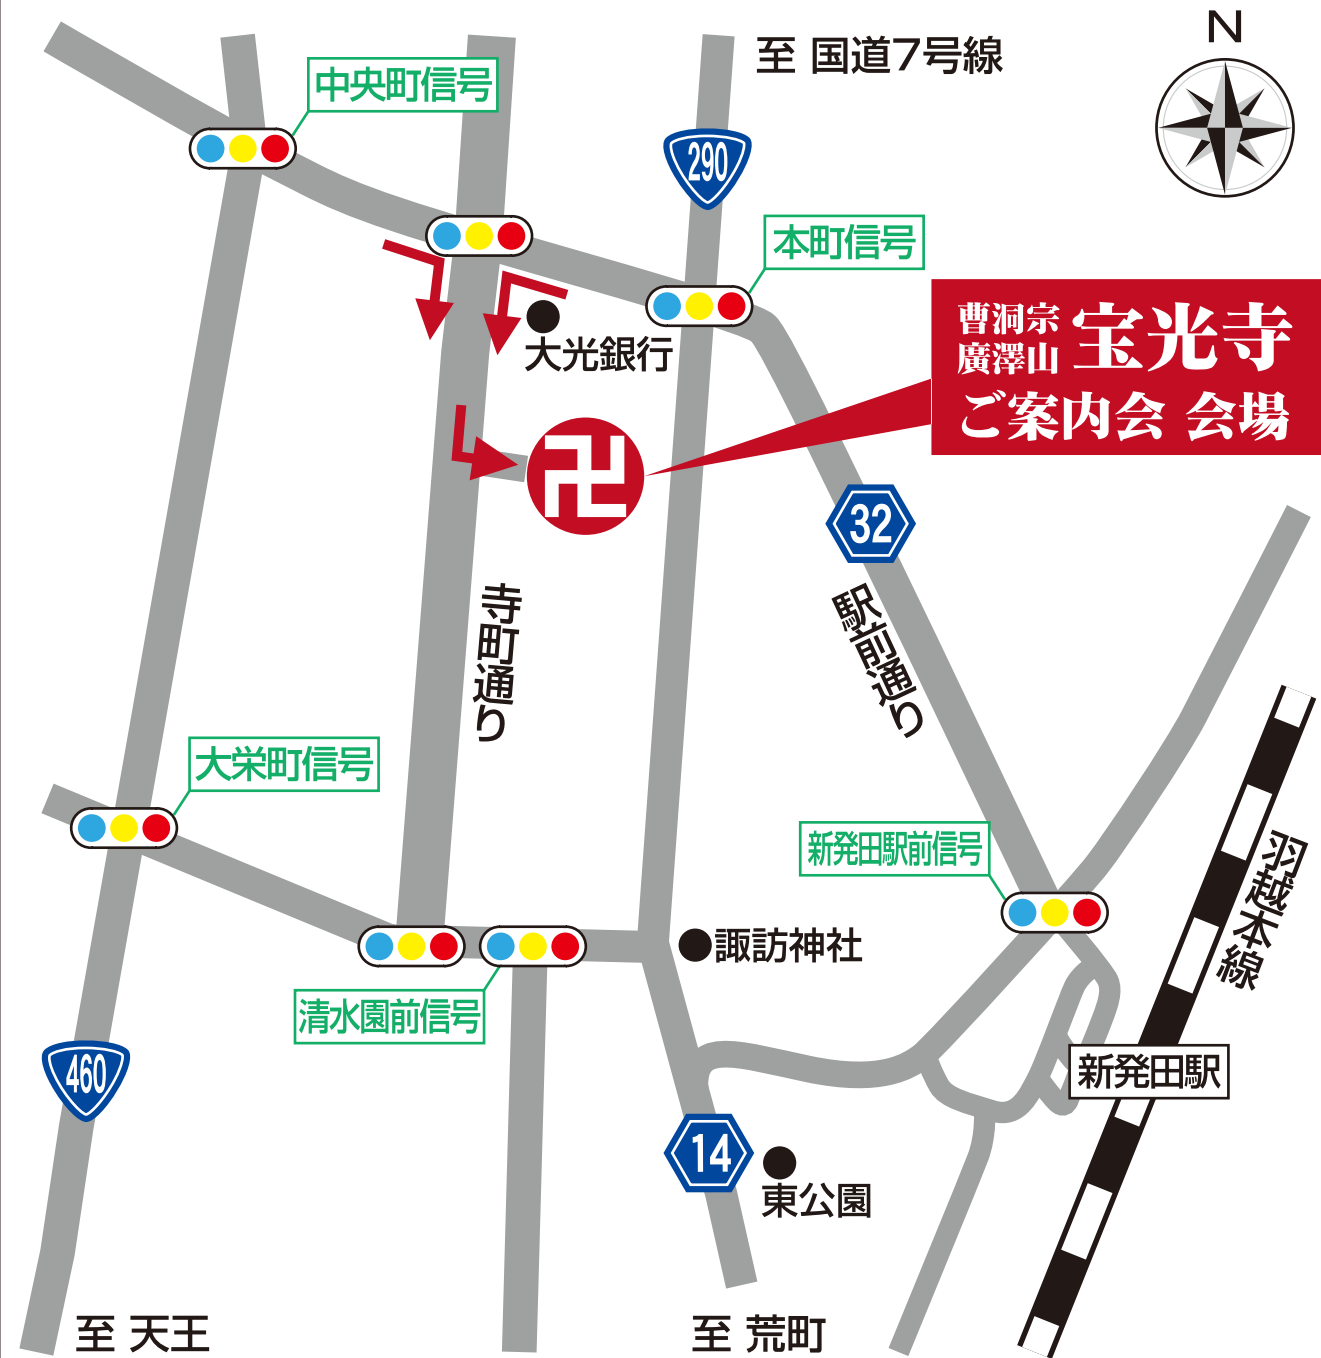 N
至 国道7号線
中央町信号
290
本町信号
曹洞宗
廣澤山 宝光寺
ご案内会 会場
大光銀行
卍
32
寺町通り
駅前通り
大栄町信号
新発田駅前信号
羽越本線
諏訪神社
清水園前信号
460
新発田駅
14
東公園
至 天王
至 荒町